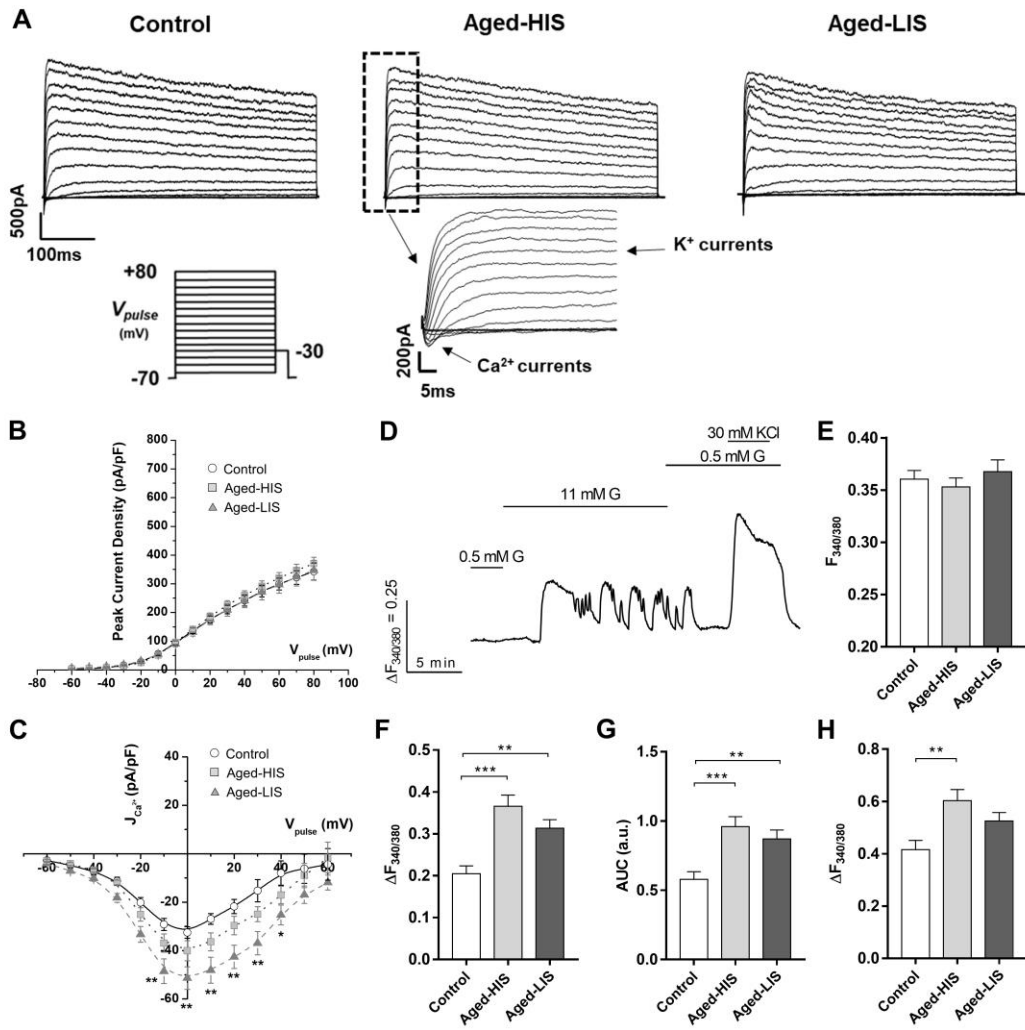 A
Control
Aged-HIS
Aged-LIS
500pA
100ms
K+ currents
+80
Vpulse
(mV)
-30
-70
200pA
5ms
Ca2+ currents
B
Peak Current Density (pA/pF)
800
700
600
500
400
300
200
100
0
Control
Aged-HIS
Aged-LIS
Vpulse (mV)
-80 -60 -40 -20 0 20 40 60 80 100
D
30 mM KCl
0.5 mM G
11 mM G
0.5 mM G
ΔF340/380 = 0.25
5 min
E
F340/380
0.40
0.35
0.30
0.25
0.20
Control
Aged-HIS
Aged-LIS
C
JCa2+ (pA/pF)
40
20
-20
-40
-60
Control
Aged-HIS
Aged-LIS
Vpulse (mV)
-60 -40 -20 0 20 40 60
** ** ** ** ** *
F
ΔF340/380
0.5
0.4
0.3
0.2
0.1
0.0
**
***
Control
Aged-HIS
Aged-LIS
G
AUC (a.u.)
1.5
1.0
0.5
0.0
**
***
Control
Aged-HIS
Aged-LIS
H
ΔF340/380
0.8
0.6
0.4
0.2
0.0
**
Control
Aged-HIS
Aged-LIS